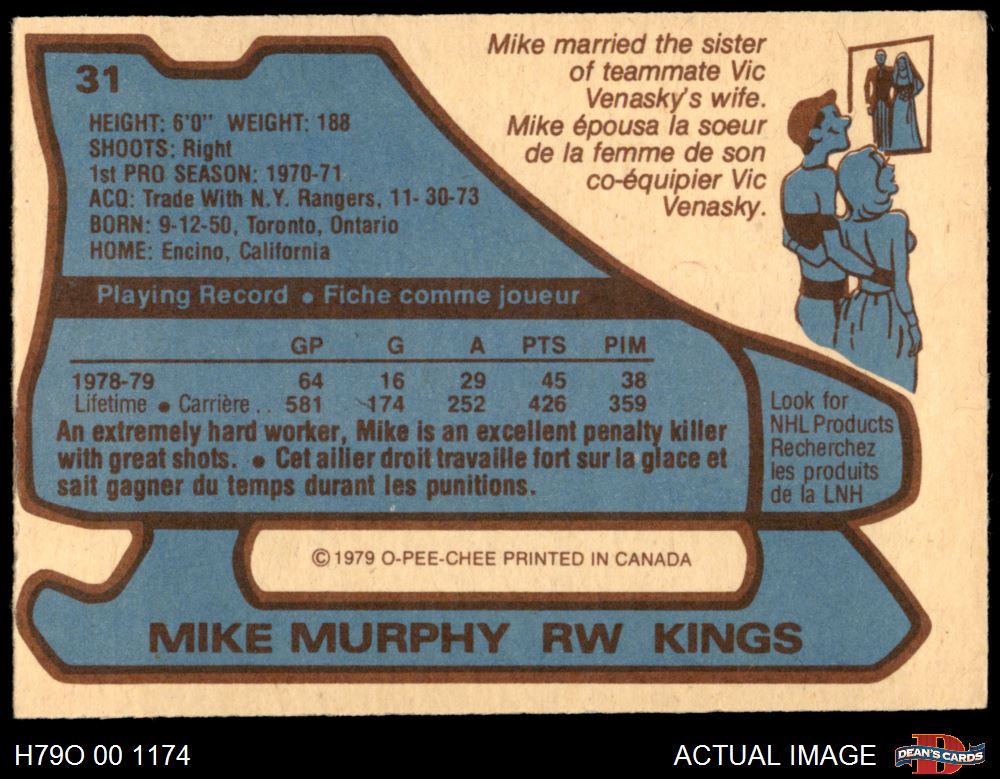 31
HEIGHT: 6'0" WEIGHT: 188
SHOOTS: Right
1st PRO SEASON: 1970-71
ACQ: Trade With N.Y. Rangers, 11-30-73
BORN: 9-12-50, Toronto, Ontario
HOME: Encino, California
Mike married the sister
of teammate Vic
Venasky's wife.
Mike épousa la soeur
de la femme de son
co-équipier Vic
Venasky.
Playing Record • Fiche comme joueur
GP G A PTS PIM
1978-79 64 16 29 45 38
Lifetime • Carrière .. 581 174 252 426 359
An extremely hard worker, Mike is an excellent penalty killer
with great shots. • Cet ailier droit travaille fort sur la glace et
sait gagner du temps durant les punitions.
Look for
NHL Products
Recherchez
les produits
de la LNH
© 1979 O-PEE-CHEE PRINTED IN CANADA
MIKE MURPHY RW KINGS
H79O 00 1174
ACTUAL IMAGE
D
DEAN'S CARDS